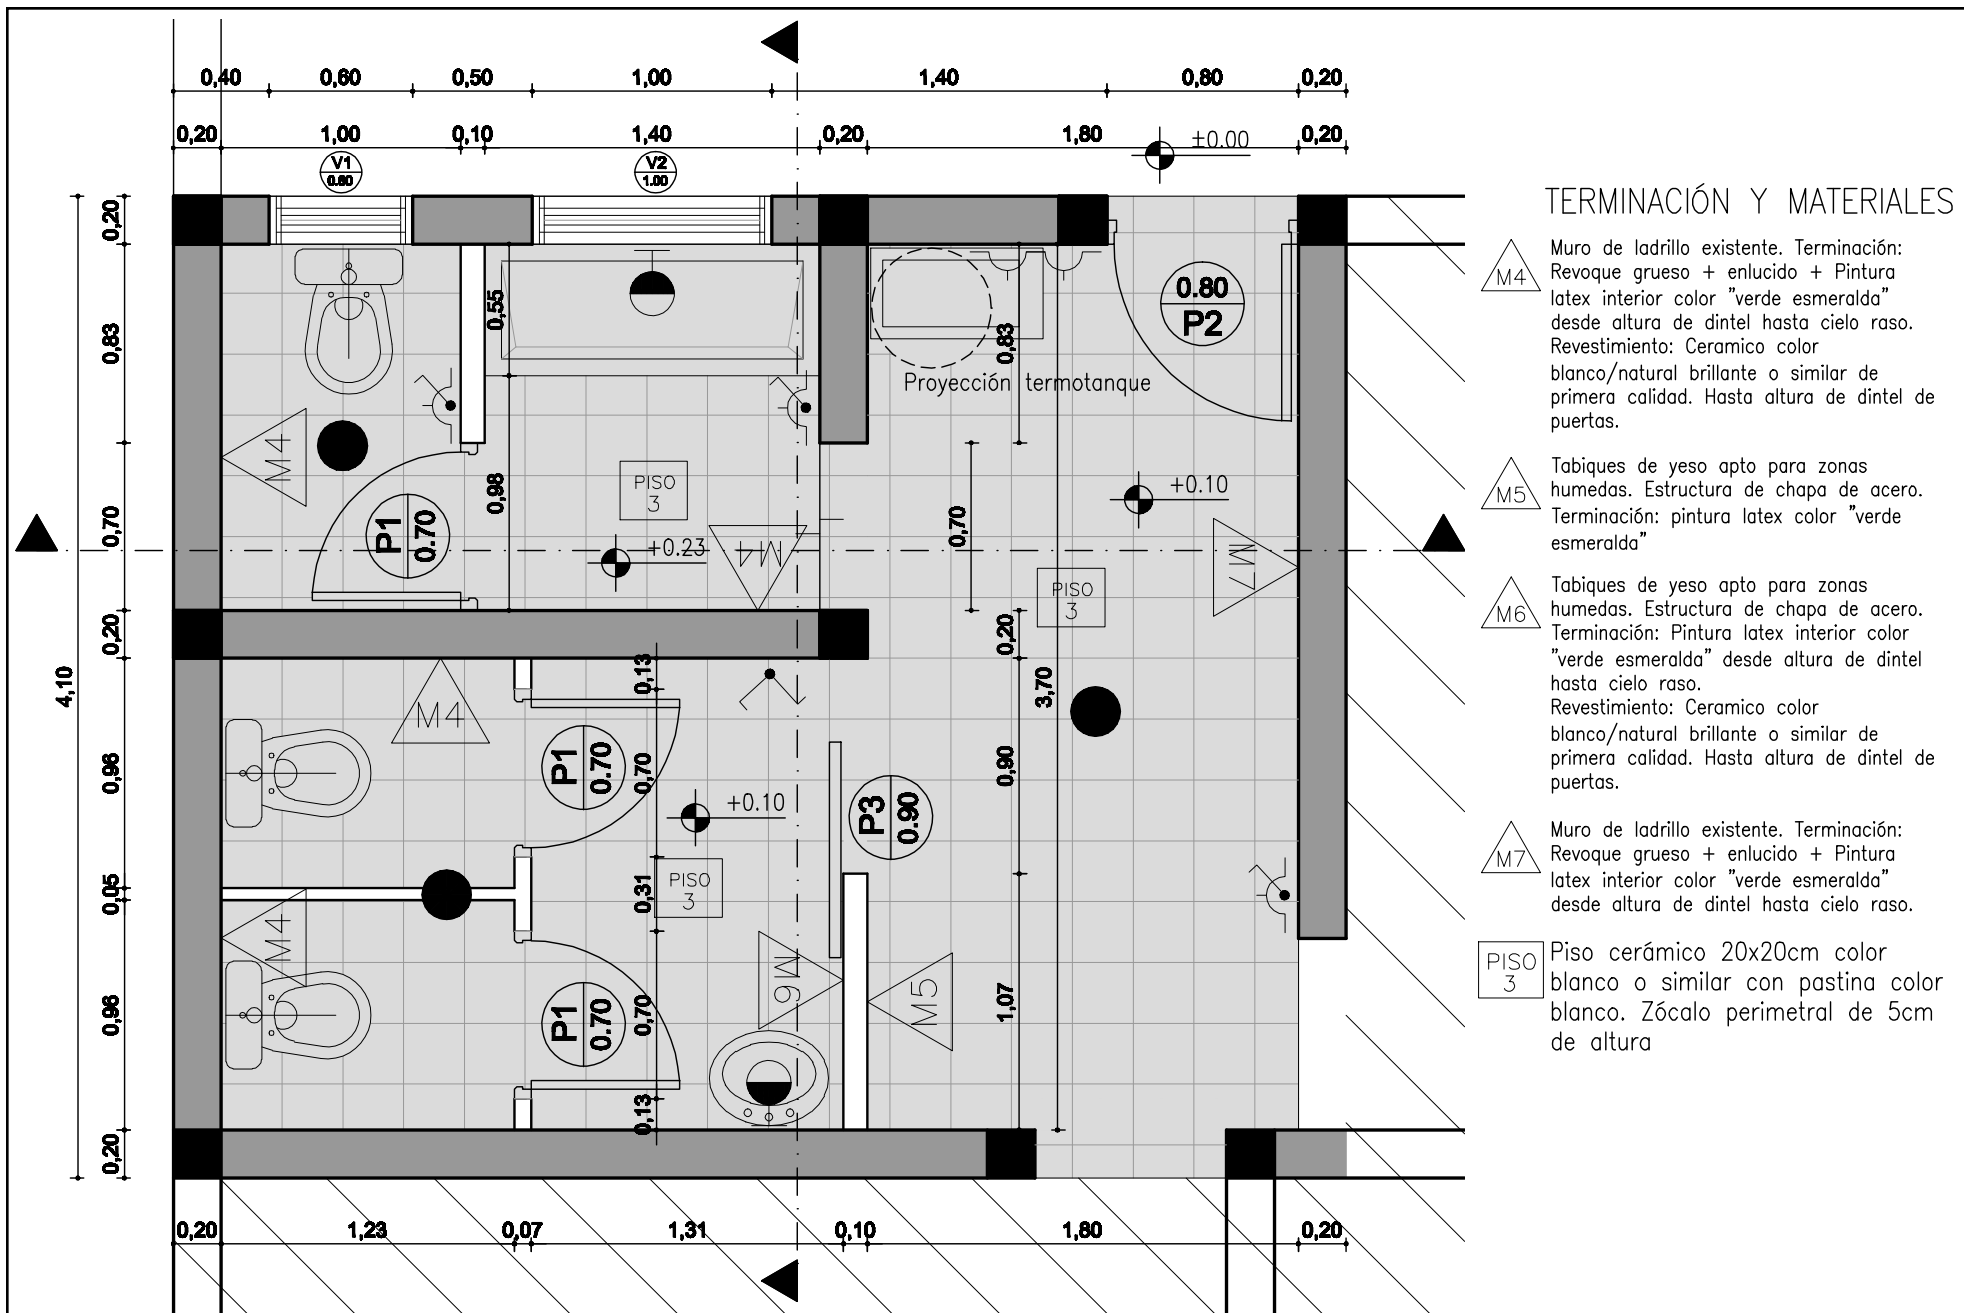 0,40 0,60 0,50 1,00 1,40 0,80 0,20
0,20 1,00 0,10 1,40 0,20 1,80 0,20
±0.00
V1
0.60
V2
1.00
TERMINACIÓN Y MATERIALES
M4
Muro de ladrillo existente. Terminación:
Revoque grueso + enlucido + Pintura
latex interior color "verde esmeralda"
desde altura de dintel hasta cielo raso.
Revestimiento: Ceramico color
blanco/natural brillante o similar de
primera calidad. Hasta altura de dintel de
puertas.
M5
Tabiques de yeso apto para zonas
humedas. Estructura de chapa de acero.
Terminación: pintura latex color "verde
esmeralda"
M6
Tabiques de yeso apto para zonas
humedas. Estructura de chapa de acero.
Terminación: Pintura latex interior color
"verde esmeralda" desde altura de dintel
hasta cielo raso.
Revestimiento: Ceramico color
blanco/natural brillante o similar de
primera calidad. Hasta altura de dintel de
puertas.
M7
Muro de ladrillo existente. Terminación:
Revoque grueso + enlucido + Pintura
latex interior color "verde esmeralda"
desde altura de dintel hasta cielo raso.
PISO
3
Piso cerámico 20x20cm color
blanco o similar con pastina color
blanco. Zócalo perimetral de 5cm
de altura
4,10
0,20
0,83
0,70
0,20
0,96
0,05
0,96
0,20
0,55
0,98
0,83
0.80
P2
Proyección termotanque
M4
P1
0.70
PISO
3
+0.23
M4
0,70
+0.10
M7
PISO
3
0,20
3,70
0,90
1,07
0,13
0,70
0,31
0,70
0,13
M4
P1
0.70
+0.10
P3
0.90
PISO
3
M4
M6
M5
P1
0.70
0,20 1,23 0,07 1,31 0,10 1,80 0,20